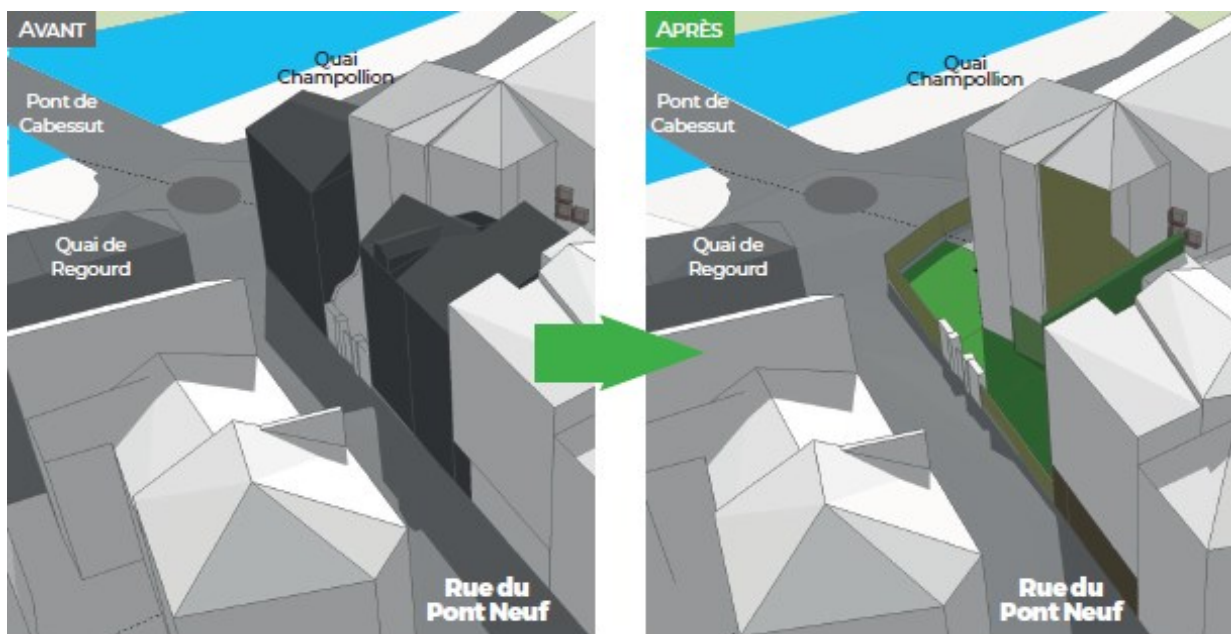 AVANT
Quai
Champollion
Pont de
Cabessut
Quai de
Regourd
Rue du
Pont Neuf
APRÈS
Quai
Champollion
Pont de
Cabessut
Quai de
Regourd
Rue du
Pont Neuf